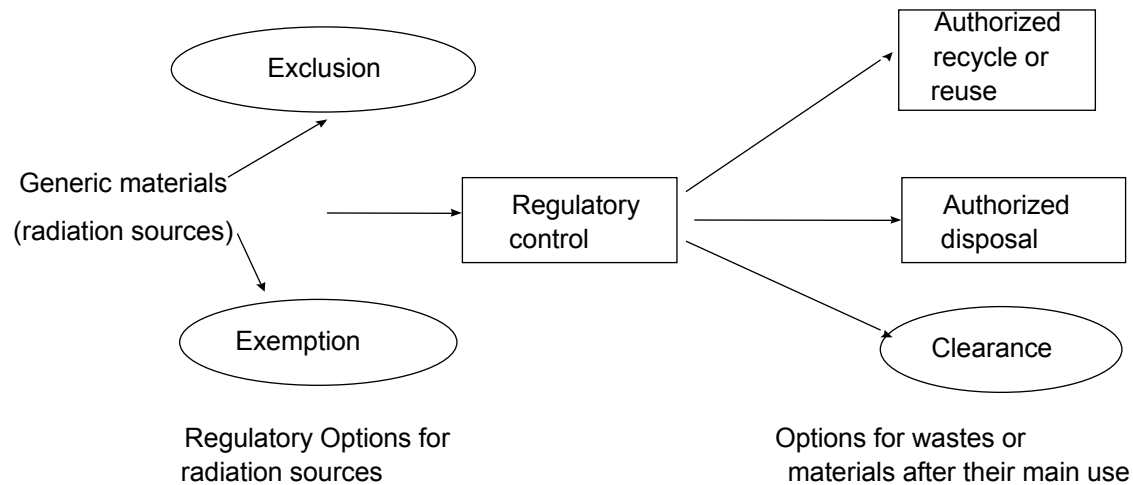 Exclusion
Authorized
recycle or
reuse
Generic materials
(radiation sources)
Regulatory
control
Authorized
disposal
Exemption
Clearance
Regulatory Options for
radiation sources
Options for wastes or
materials after their main use